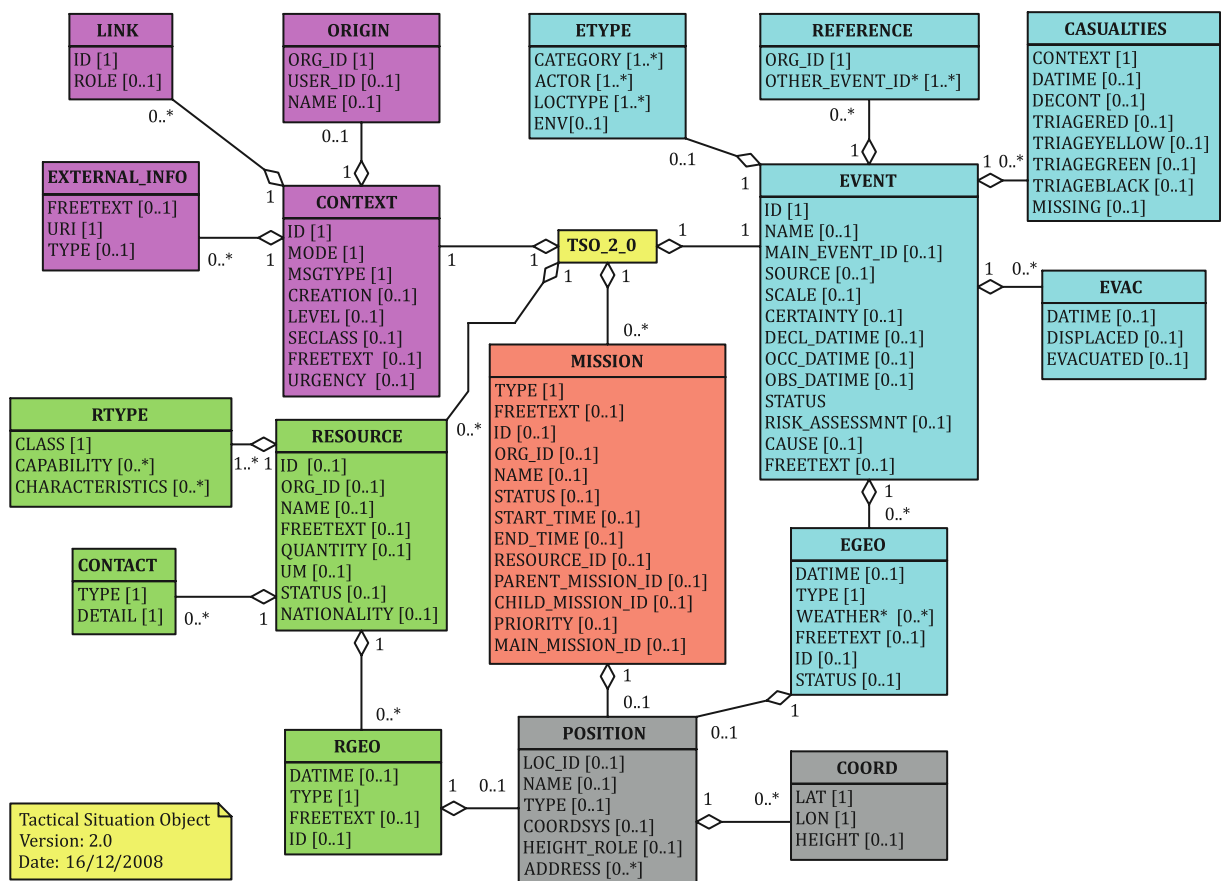 LINK
ID [1]
ROLE [0..1]
0..*
1
ORIGIN
ORG_ID [1]
USER_ID [0..1]
NAME [0..1]
0..1
1
ETYPE
CATEGORY [1..*]
ACTOR [1..*]
LOCTYPE [1..*]
ENV[0..1]
0..1
1
REFERENCE
ORG_ID [1]
OTHER_EVENT_ID* [1..*]
0..*
1
CASUALTIES
CONTEXT [1]
DATIME [0..1]
DECONT [0..1]
TRIAGERED [0..1]
TRIAGEYELLOW [0..1]
TRIAGEGREEN [0..1]
TRIAGEBLACK [0..1]
MISSING [0..1]
1 0..*
EXTERNAL_INFO
FREETEXT [0..1]
URI [1]
TYPE [0..1]
0..* 1
CONTEXT
ID [1]
MODE [1]
MSGTYPE [1]
CREATION [0..1]
LEVEL [0..1]
SECLASS [0..1]
FREETEXT [0..1]
URGENCY [0..1]
1 1
TSO_2_0
1 1
1
1
0..*
0..*
EVENT
ID [1]
NAME [0..1]
MAIN_EVENT_ID [0..1]
SOURCE [0..1]
SCALE [0..1]
CERTAINTY [0..1]
DECL_DATIME [0..1]
OCC_DATIME [0..1]
OBS_DATIME [0..1]
STATUS
RISK_ASSESSMNT [0..1]
CAUSE [0..1]
FREETEXT [0..1]
1 0..*
EVAC
DATIME [0..1]
DISPLACED [0..1]
EVACUATED [0..1]
MISSION
TYPE [1]
FREETEXT [0..1]
ID [0..1]
ORG_ID [0..1]
NAME [0..1]
STATUS [0..1]
START_TIME [0..1]
END_TIME [0..1]
RESOURCE_ID [0..1]
PARENT_MISSION_ID [0..1]
CHILD_MISSION_ID [0..1]
PRIORITY [0..1]
MAIN_MISSION_ID [0..1]
1
0..1
RTYPE
CLASS [1]
CAPABILITY [0..*]
CHARACTERISTICS [0..*]
1..* 1
RESOURCE
ID [0..1]
ORG_ID [0..1]
NAME [0..1]
FREETEXT [0..1]
QUANTITY [0..1]
UM [0..1]
STATUS [0..1]
NATIONALITY [0..1]
CONTACT
TYPE [1]
DETAIL [1]
0..* 1
1
0..*
1
0..*
EGEO
DATIME [0..1]
TYPE [1]
WEATHER* [0..*]
FREETEXT [0..1]
ID [0..1]
STATUS [0..1]
1
0..1
RGEO
DATIME [0..1]
TYPE [1]
FREETEXT [0..1]
ID [0..1]
1 0..1
POSITION
LOC_ID [0..1]
NAME [0..1]
TYPE [0..1]
COORDSYS [0..1]
HEIGHT_ROLE [0..1]
ADDRESS [0..*]
1 0..*
COORD
LAT [1]
LON [1]
HEIGHT [0..1]
Tactical Situation Object
Version: 2.0
Date: 16/12/2008